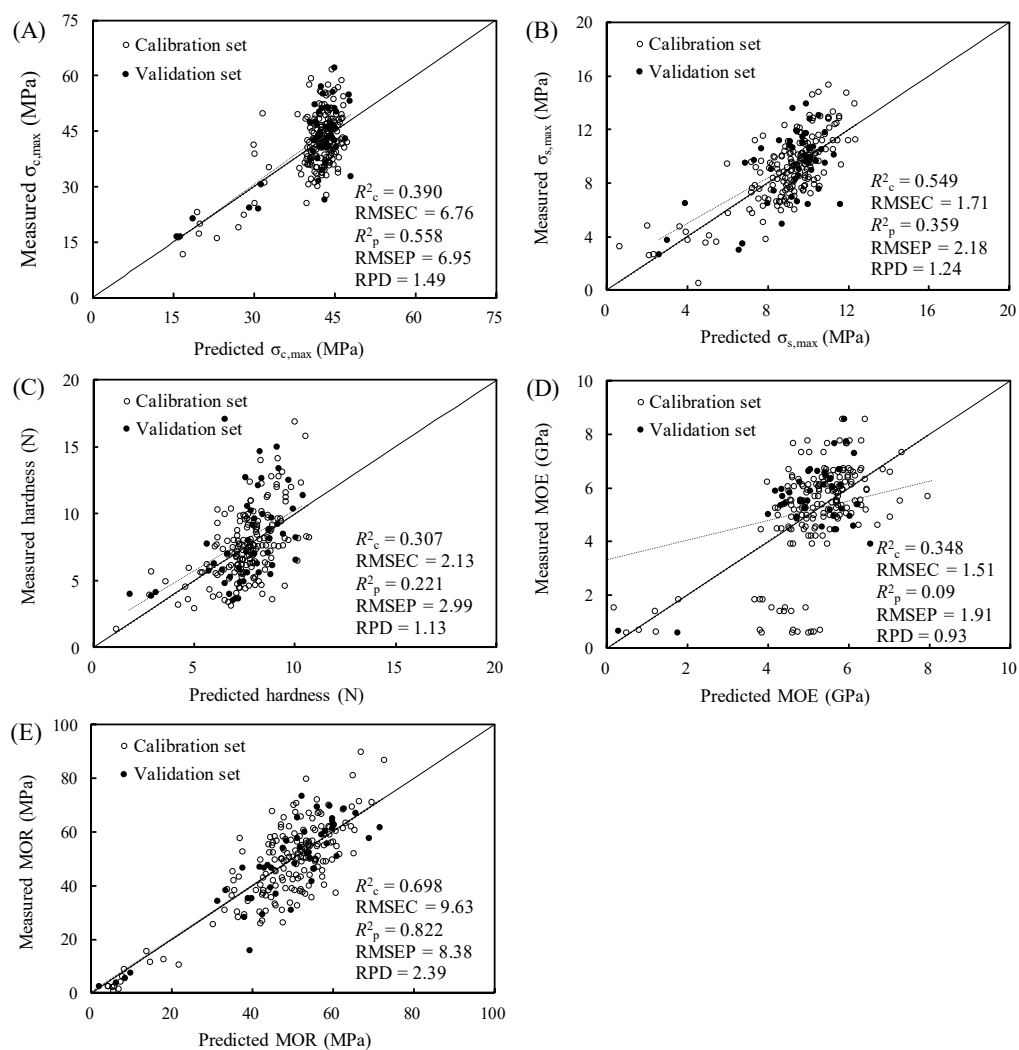 (A)
75
60
45
30
15
0
Measured σc,max (MPa)
Calibration set
Validation set
R²c = 0.390
RMSEC = 6.76
R²p = 0.558
RMSEP = 6.95
RPD = 1.49
0 15 30 45 60 75
Predicted σc,max (MPa)
(B)
20
16
12
8
4
0
Measured σs,max (MPa)
Calibration set
Validation set
R²c = 0.549
RMSEC = 1.71
R²p = 0.359
RMSEP = 2.18
RPD = 1.24
0 4 8 12 16 20
Predicted σs,max (MPa)
(C)
20
15
10
5
0
Measured hardness (N)
Calibration set
Validation set
R²c = 0.307
RMSEC = 2.13
R²p = 0.221
RMSEP = 2.99
RPD = 1.13
0 5 10 15 20
Predicted hardness (N)
(D)
10
8
6
4
2
0
Measured MOE (GPa)
Calibration set
Validation set
R²c = 0.348
RMSEC = 1.51
R²p = 0.09
RMSEP = 1.91
RPD = 0.93
0 2 4 6 8 10
Predicted MOE (GPa)
(E)
100
80
60
40
20
0
Measured MOR (MPa)
Calibration set
Validation set
R²c = 0.698
RMSEC = 9.63
R²p = 0.822
RMSEP = 8.38
RPD = 2.39
0 20 40 60 80 100
Predicted MOR (MPa)